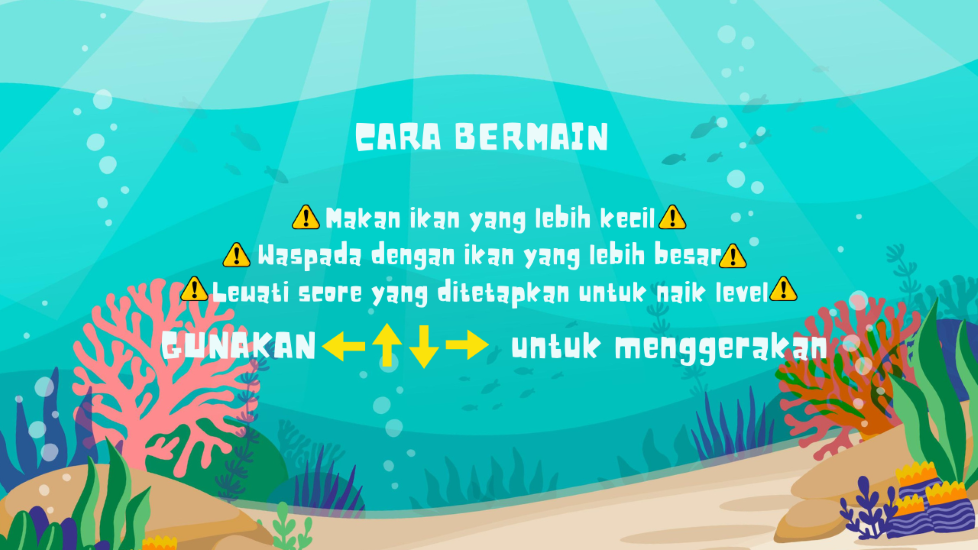 CARA BERMAIN
Makan ikan yang lebih kecil
Waspada dengan ikan yang lebih besar
Lewati score yang ditetapkan untuk naik level
GUNAKAN ← ↑ ↓ → untuk menggerakan